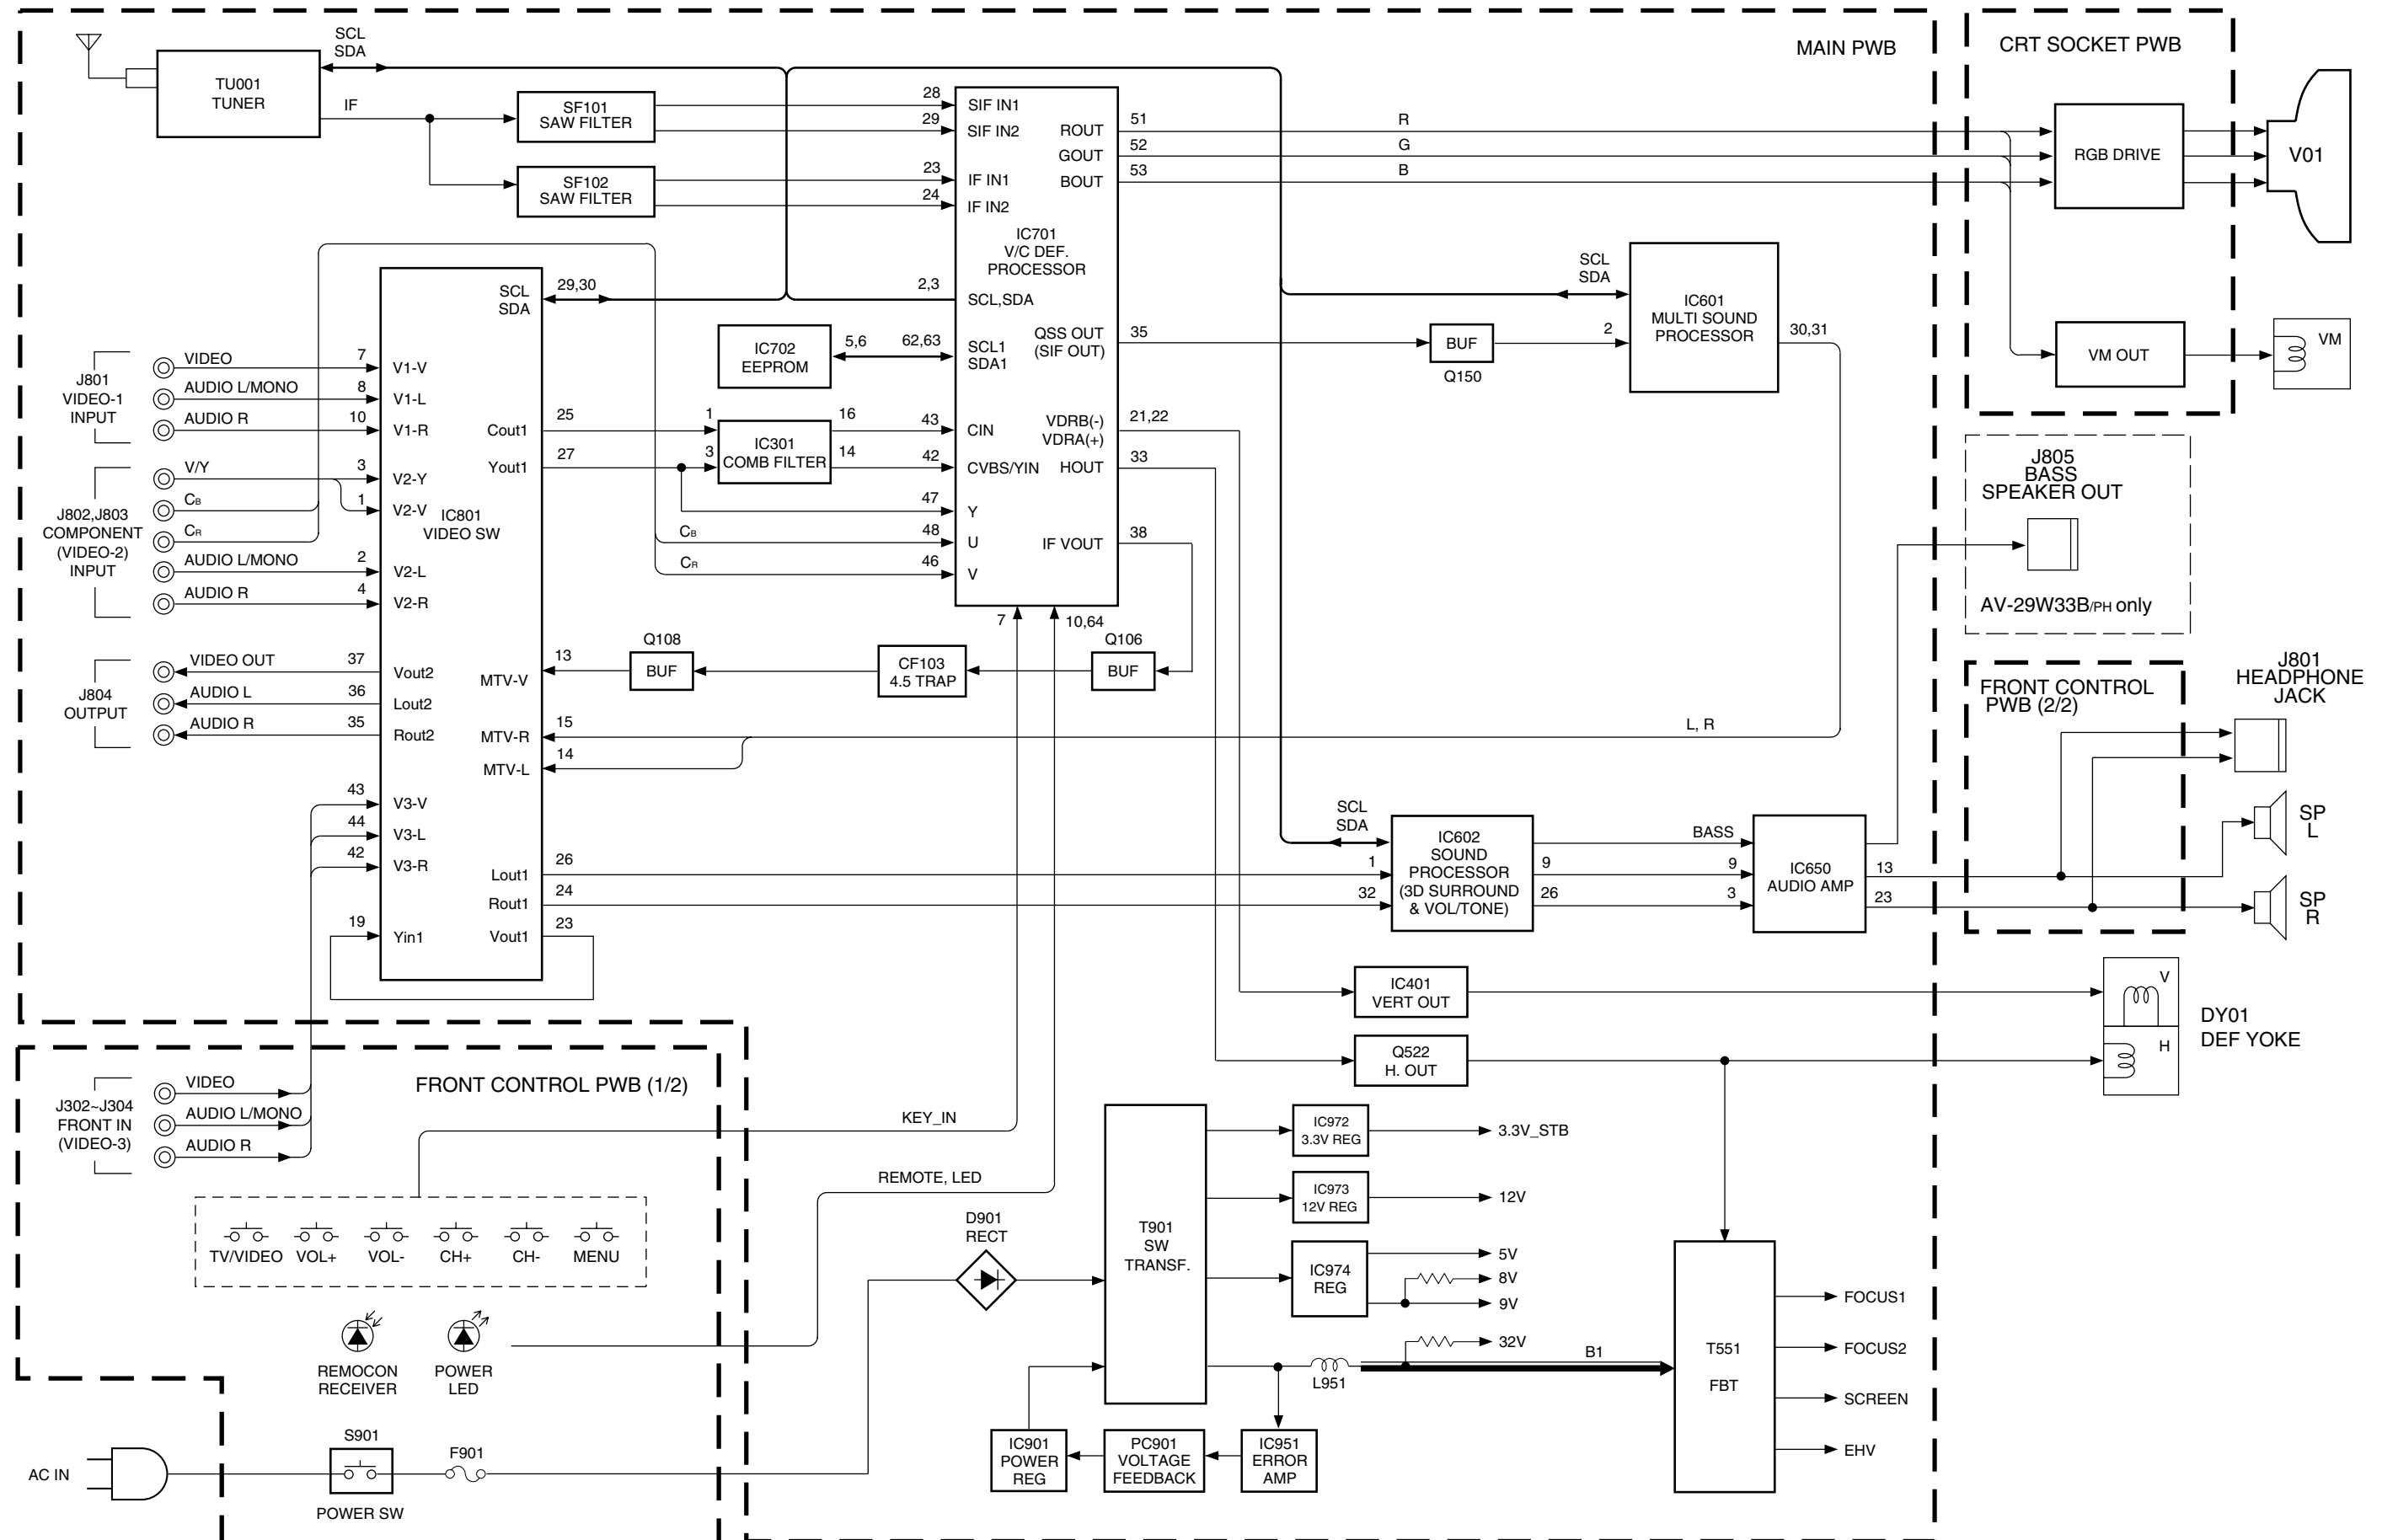 MAIN PWB
CRT SOCKET PWB
SCL
SDA
TU001
TUNER
IF
SF101
SAW FILTER
SF102
SAW FILTER
28
29
23
24
SIF IN1
SIF IN2
IF IN1
IF IN2
IC701
V/C DEF.
PROCESSOR
2,3
SCL,SDA
ROUT
GOUT
BOUT
51
52
53
R
G
B
RGB DRIVE
V01
VM OUT
VM
SCL
SDA
29,30
SCL
SDA
IC702
EEPROM
5,6
62,63
SCL1
SDA1
QSS OUT
(SIF OUT)
35
BUF
Q150
2
SCL
SDA
IC601
MULTI SOUND
PROCESSOR
30,31
J801
VIDEO-1
INPUT
VIDEO
AUDIO L/MONO
AUDIO R
7
8
10
V1-V
V1-L
V1-R
J802,J803
COMPONENT
(VIDEO-2)
INPUT
V/Y
CB
CR
AUDIO L/MONO
AUDIO R
3
1
2
4
V2-Y
V2-V
V2-L
V2-R
IC801
VIDEO SW
Cout1
Yout1
25
27
1
3
IC301
COMB FILTER
16
14
43
42
47
48
46
CB
CR
CIN
CVBS/YIN
Y
U
V
VDRB(-)
VDRA(+)
HOUT
IF VOUT
21,22
33
38
7
10,64
J805
BASS
SPEAKER OUT
AV-29W33B/PH only
J804
OUTPUT
VIDEO OUT
AUDIO L
AUDIO R
37
36
35
Vout2
Lout2
Rout2
MTV-V
MTV-R
MTV-L
13
15
14
Q108
BUF
CF103
4.5 TRAP
Q106
BUF
L, R
FRONT CONTROL
PWB (2/2)
J801
HEADPHONE
JACK
43
44
42
19
V3-V
V3-L
V3-R
Yin1
Lout1
Rout1
Vout1
26
24
23
SCL
SDA
1
32
IC602
SOUND
PROCESSOR
(3D SURROUND
& VOL/TONE)
BASS
9
26
9
3
IC650
AUDIO AMP
13
23
SP
L
SP
R
IC401
VERT OUT
Q522
H. OUT
V
H
DY01
DEF YOKE
FRONT CONTROL PWB (1/2)
J302~J304
FRONT IN
(VIDEO-3)
VIDEO
AUDIO L/MONO
AUDIO R
KEY_IN
REMOTE, LED
TV/VIDEO
VOL+
VOL-
CH+
CH-
MENU
REMOCON
RECEIVER
POWER
LED
AC IN
S901
POWER SW
F901
D901
RECT
T901
SW
TRANSF.
IC972
3.3V REG
3.3V_STB
IC973
12V REG
12V
IC974
REG
5V
8V
9V
32V
L951
B1
T551
FBT
FOCUS1
FOCUS2
SCREEN
EHV
IC901
POWER
REG
PC901
VOLTAGE
FEEDBACK
IC951
ERROR
AMP